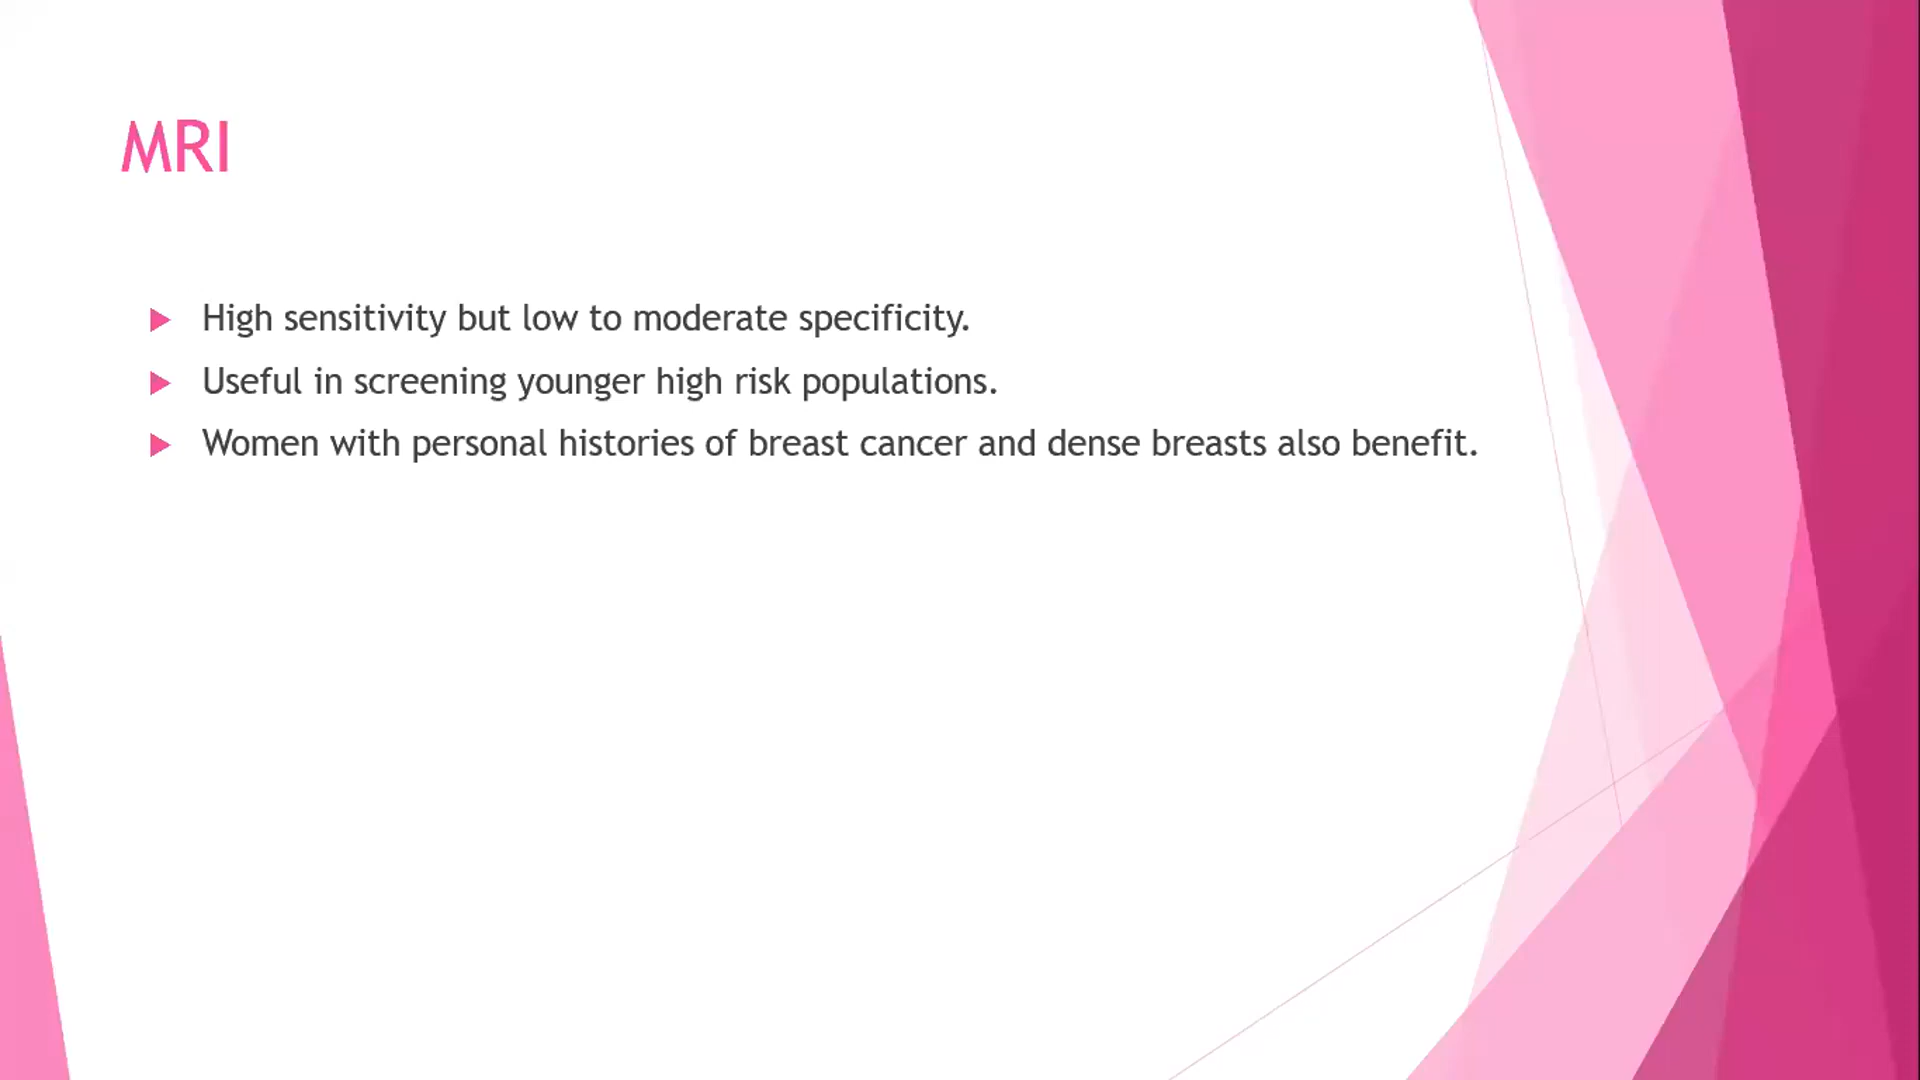 MRI
High sensitivity but low to moderate specificity.
Useful in screening younger high risk populations.
Women with personal histories of breast cancer and dense breasts also benefit.